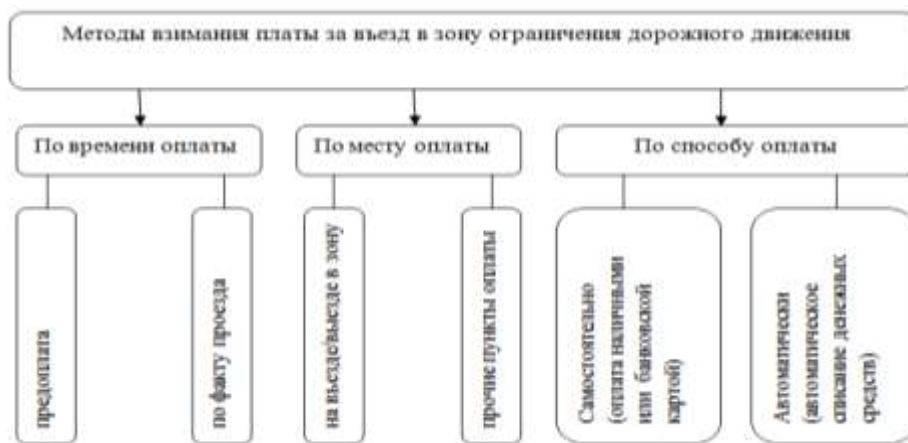 Методы взимания платы за въезд в зону ограничения дорожного движения
По времени оплаты
По месту оплаты
По способу оплаты
предоплата
по факту проезда
на въезде/выезде в зону
прочие пункты оплаты
Самостоятельно
(оплата наличными
или банковской
картой)
Автоматически
(автоматическое
списание денежных
средств)